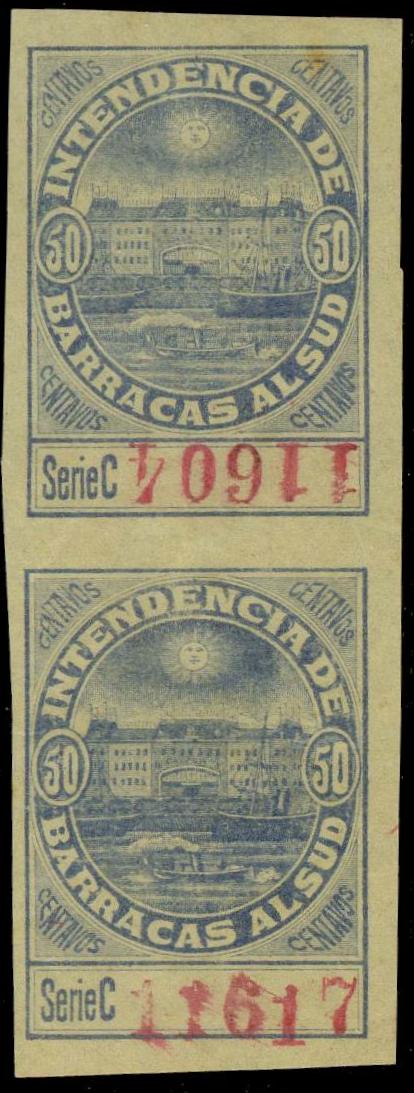 CENTAVOS CENTAVOS
INTENDENCIA DE
50 50
BARRACAS AL SUD
CENTAVOS CENTAVOS
Serie C 11604
CENTAVOS CENTAVOS
INTENDENCIA DE
50 50
BARRACAS AL SUD
CENTAVOS CENTAVOS
Serie C 11617